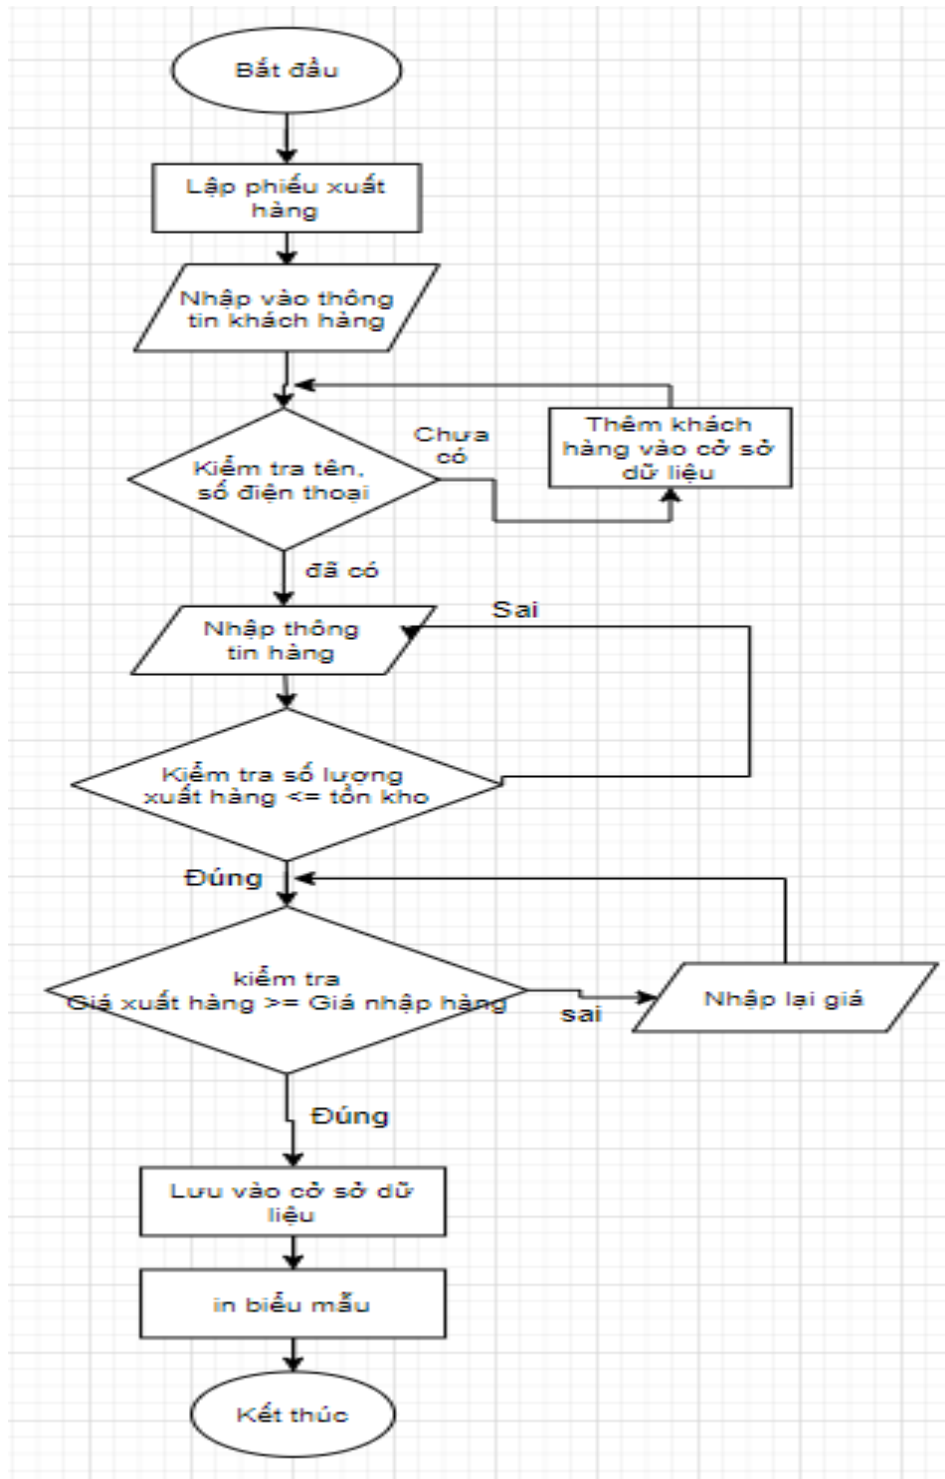 Bắt đầu
Lập phiếu xuất
hàng
Nhập vào thông
tin khách hàng
Kiểm tra tên,
số điện thoại
Chưa
có
Thêm khách
hàng vào cở sở
dữ liệu
đã có
Nhập thông
tin hàng
Sai
Kiểm tra số lượng
xuất hàng <= tồn kho
Đúng
kiểm tra
Giá xuất hàng >= Giá nhập hàng
sai
Nhập lại giá
Đúng
Lưu vào cở sở dữ
liệu
in biểu mẫu
Kết thúc